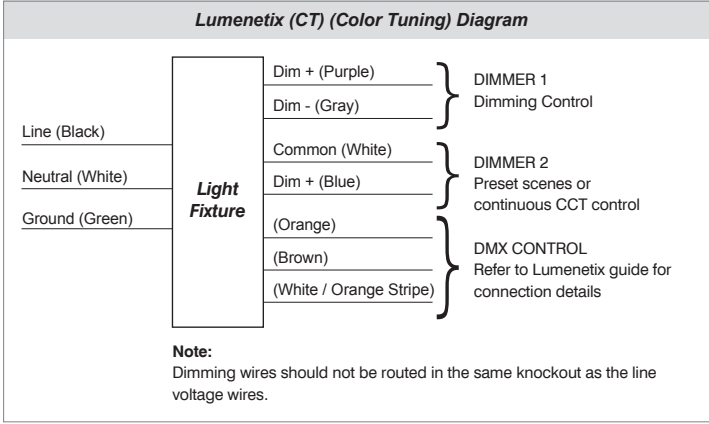 Lumenetix (CT) (Color Tuning) Diagram
Line (Black)
Neutral (White)
Ground (Green)
Light
Fixture
Dim + (Purple)
Dim - (Gray)
DIMMER 1
Dimming Control
Common (White)
Dim + (Blue)
DIMMER 2
Preset scenes or
continuous CCT control
(Orange)
(Brown)
(White / Orange Stripe)
DMX CONTROL
Refer to Lumenetix guide for
connection details
Note:
Dimming wires should not be routed in the same knockout as the line
voltage wires.